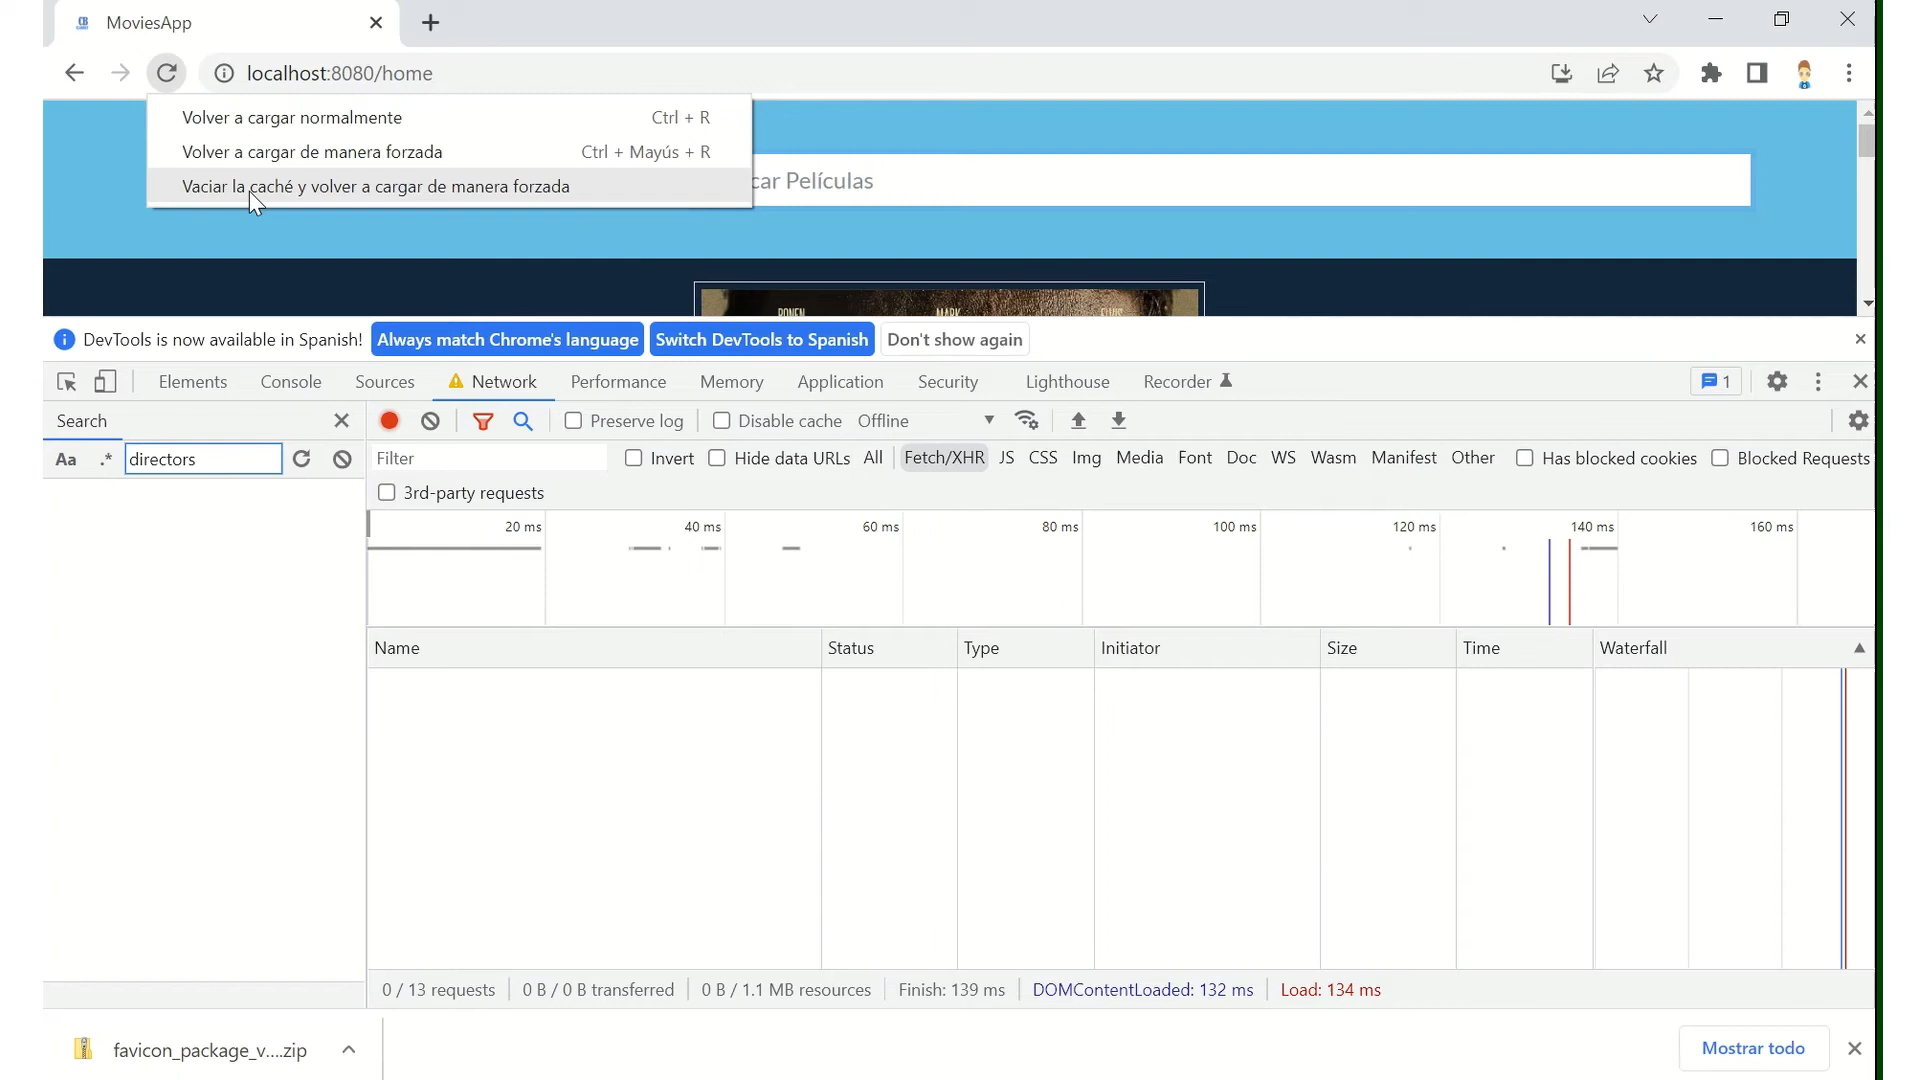 MoviesApp
localhost:8080/home
Volver a cargar normalmente Ctrl + R
Volver a cargar de manera forzada Ctrl + Mayús + R
Vaciar la caché y volver a cargar de manera forzada
car Películas
RONEN MARK ELVIS
DevTools is now available in Spanish! Always match Chrome's language Switch DevTools to Spanish Don't show again
Elements Console Sources Network Performance Memory Application Security Lighthouse Recorder 1
Search
Preserve log Disable cache Offline
Aa .* directors
Filter Invert Hide data URLs All Fetch/XHR JS CSS Img Media Font Doc WS Wasm Manifest Other Has blocked cookies Blocked Requests
3rd-party requests
20 ms 40 ms 60 ms 80 ms 100 ms 120 ms 140 ms 160 ms
Name Status Type Initiator Size Time Waterfall
0 / 13 requests 0 B / 0 B transferred 0 B / 1.1 MB resources Finish: 139 ms DOMContentLoaded: 132 ms Load: 134 ms
favicon_package_v....zip Mostrar todo